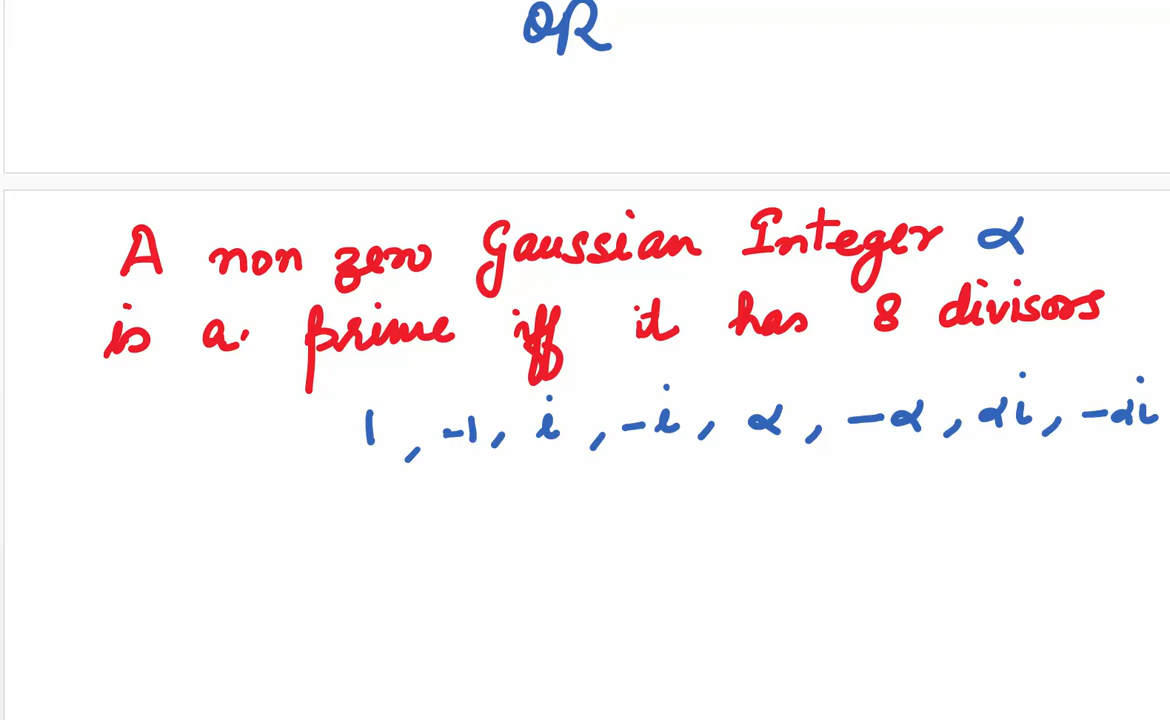 OR
A non zero Gaussian Integer α
is a. prime iff it has 8 divisors
1, -1, i, -i, α, -α, αi, -αi